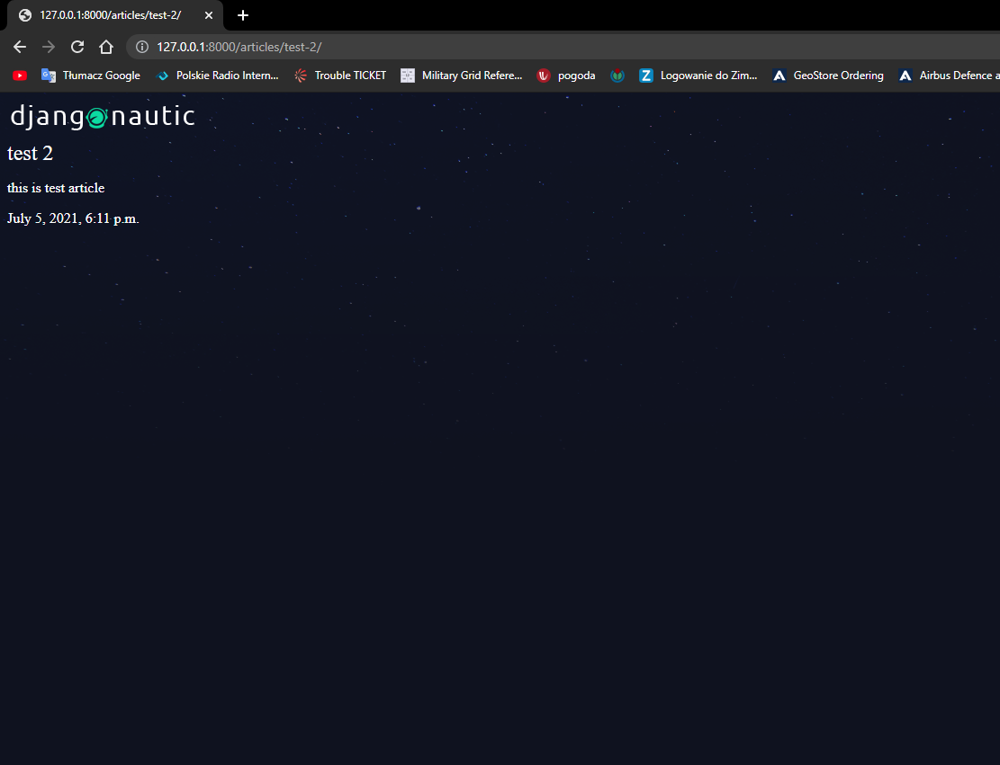 127.0.0.1:8000/articles/test-2/
127.0.0.1:8000/articles/test-2/
Tłumacz Google Polskie Radio Intern... Trouble TICKET Military Grid Refere... pogoda Logowanie do Zim... GeoStore Ordering Airbus Defence a
djangonautic
test 2
this is test article
July 5, 2021, 6:11 p.m.